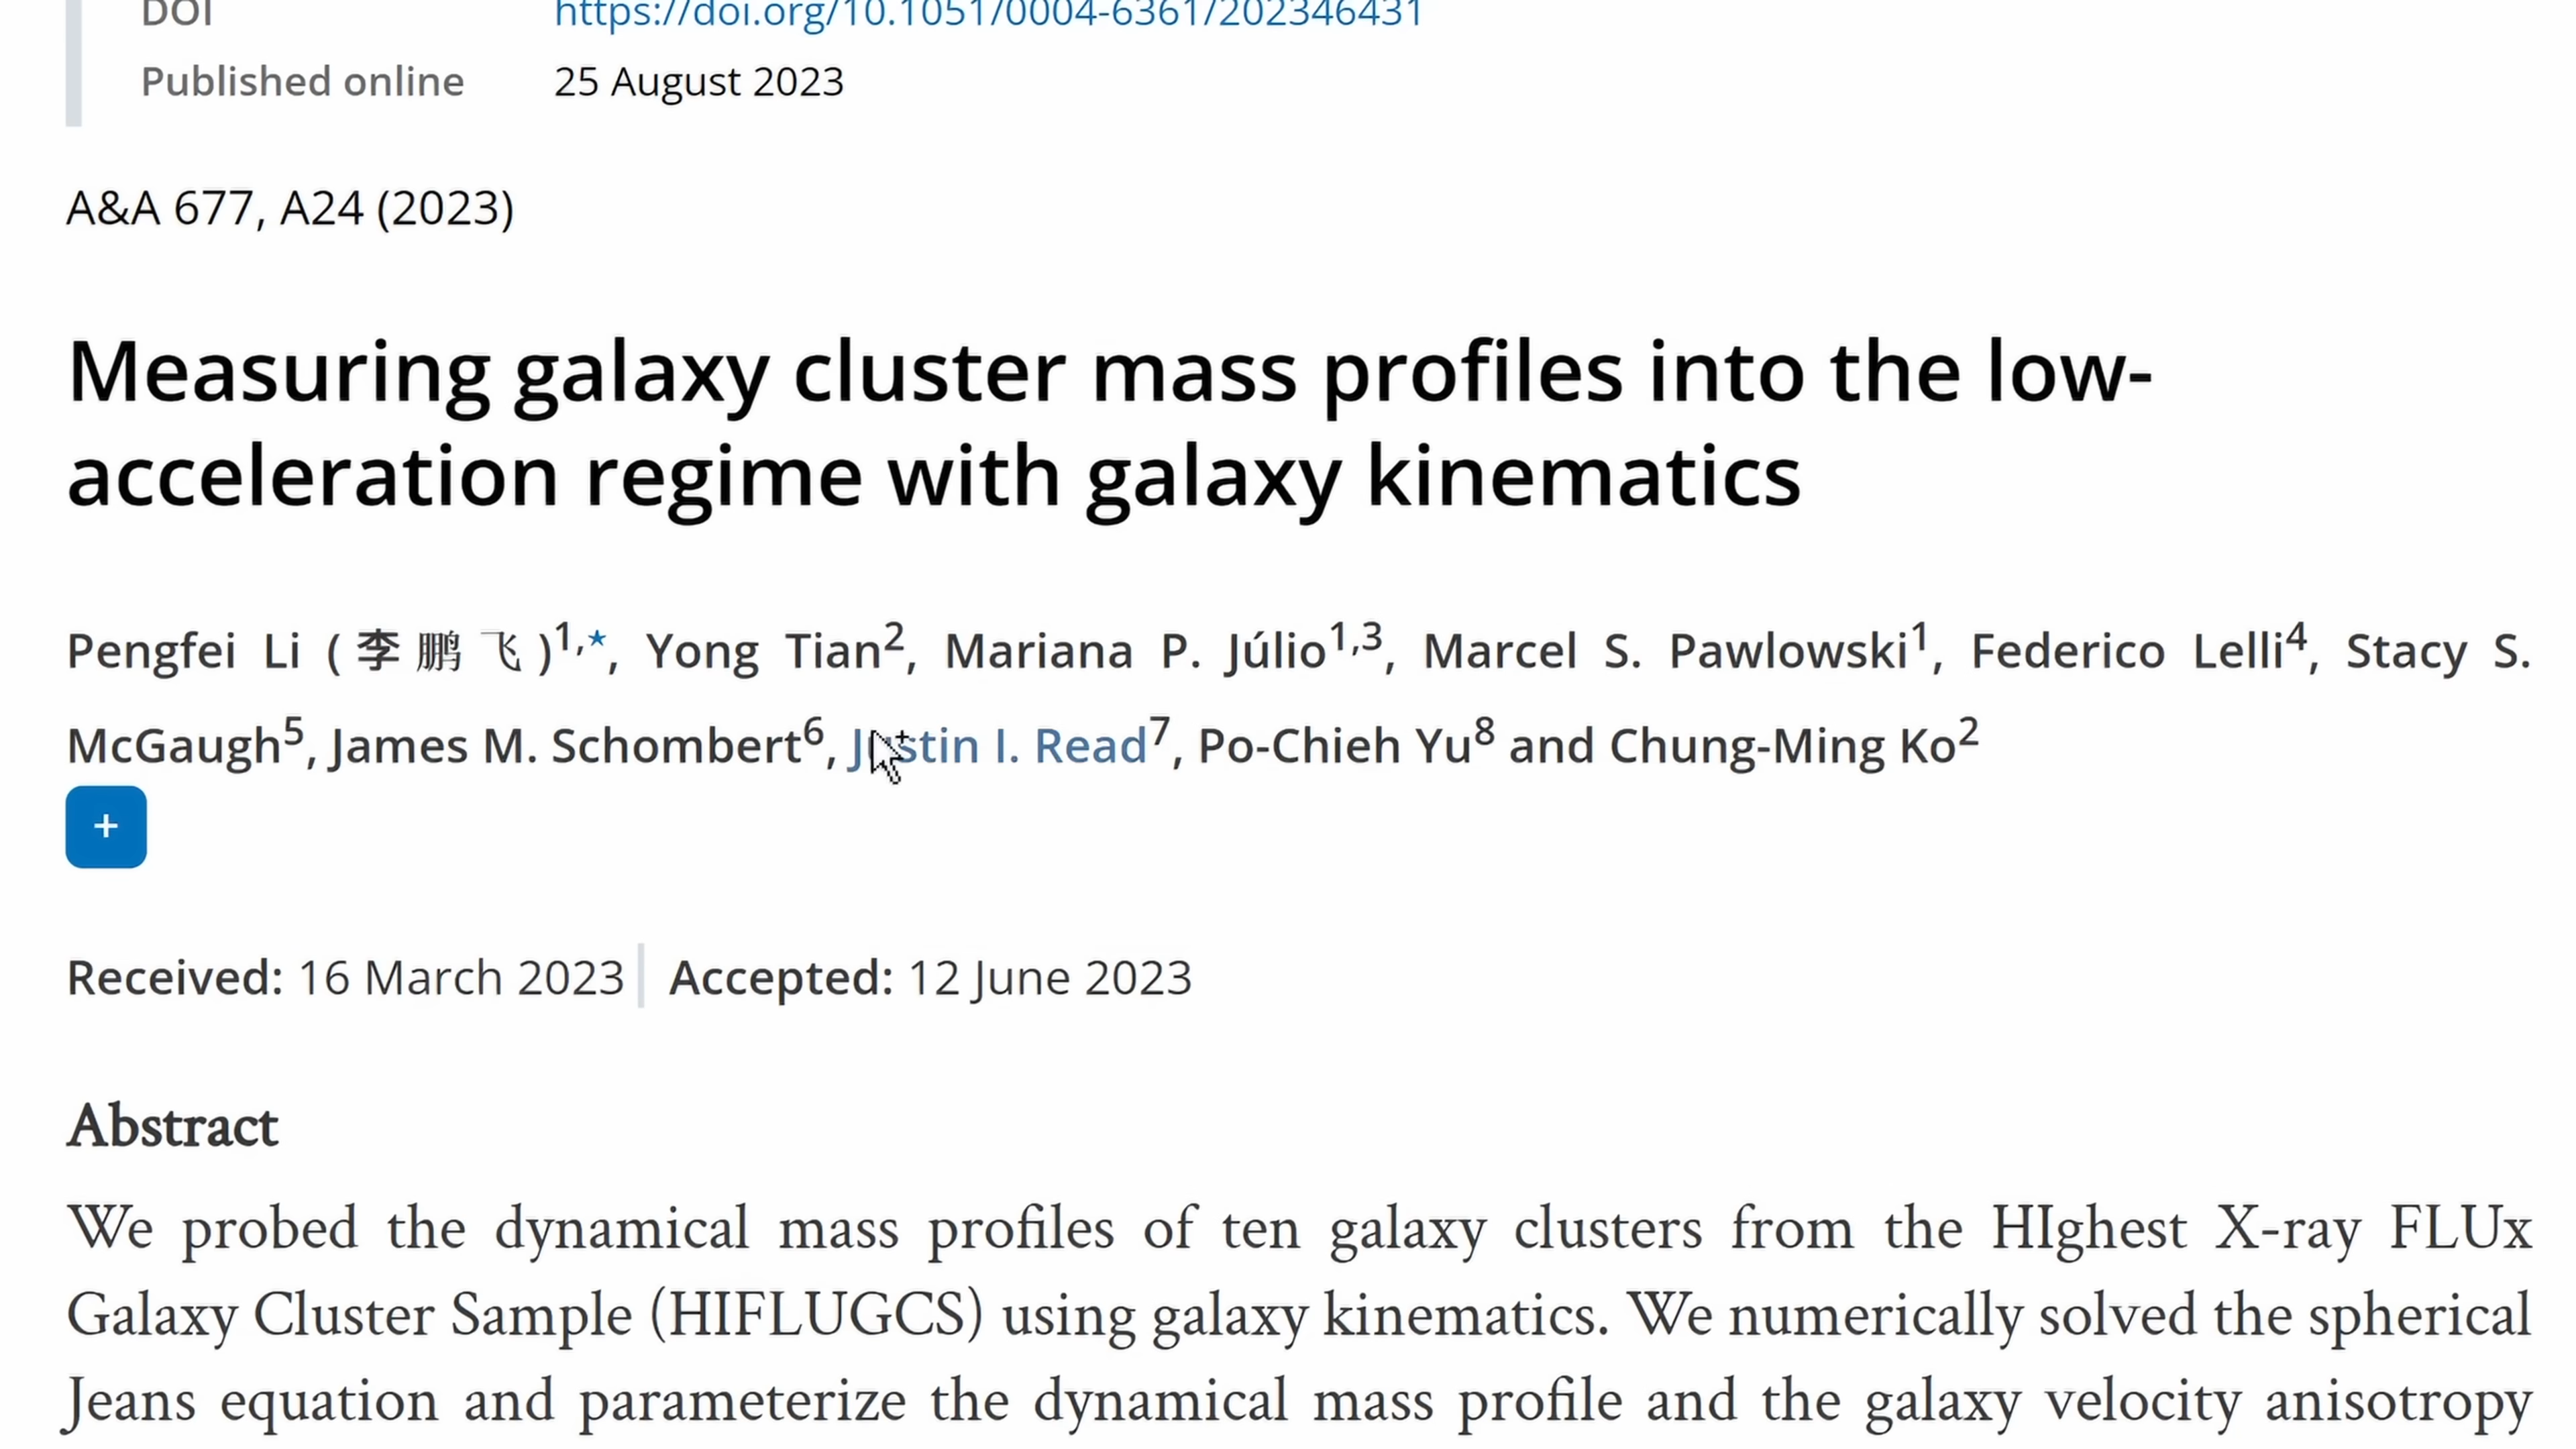 DOI https://doi.org/10.1051/0004-6361/202346431
Published online 25 August 2023
A&A 677, A24 (2023)
Measuring galaxy cluster mass profiles into the low-
acceleration regime with galaxy kinematics
Pengfei Li (李鹏飞)1,★, Yong Tian2, Mariana P. Júlio1,3, Marcel S. Pawlowski1, Federico Lelli4, Stacy S.
McGaugh5, James M. Schombert6, Justin I. Read7, Po-Chieh Yu8 and Chung-Ming Ko2
+
Received: 16 March 2023 Accepted: 12 June 2023
Abstract
We probed the dynamical mass profiles of ten galaxy clusters from the HIghest X-ray FLUx
Galaxy Cluster Sample (HIFLUGCS) using galaxy kinematics. We numerically solved the spherical
Jeans equation and parameterize the dynamical mass profile and the galaxy velocity anisotropy